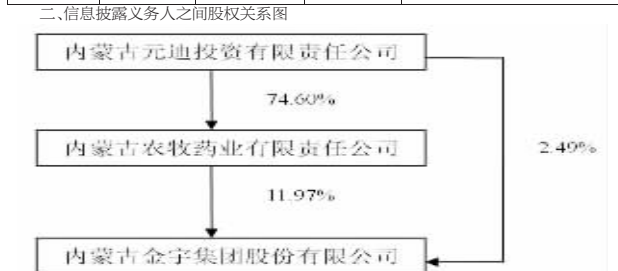 二、信息披露义务人之间股权关系图
内蒙古元迪投资有限责任公司
74.60%
内蒙古农牧药业有限责任公司
2.49%
11.97%
内蒙古金宇集团股份有限公司